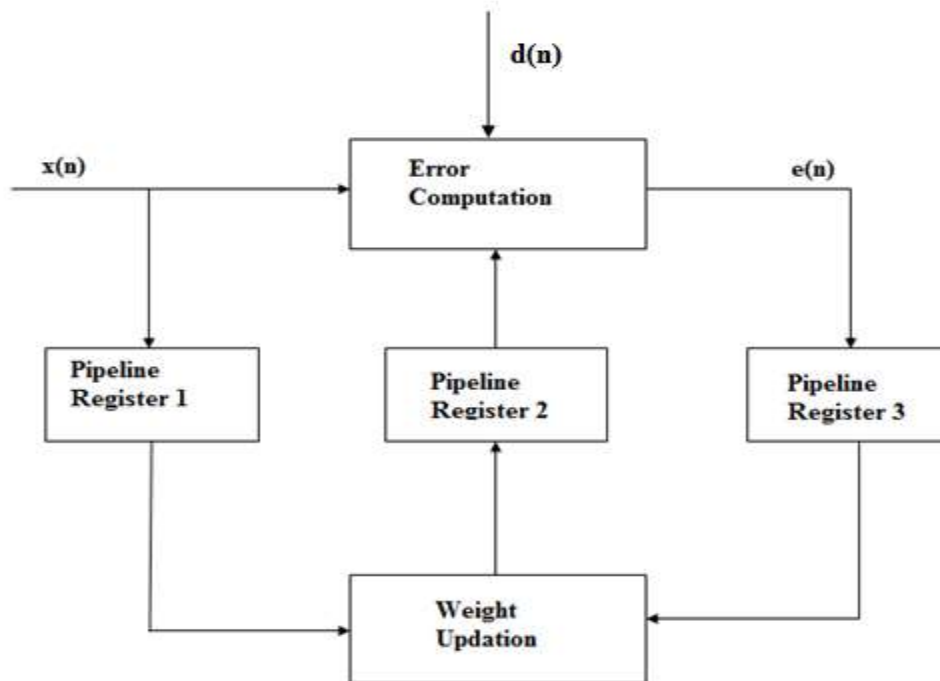 d(n)
x(n)
Error
Computation
e(n)
Pipeline
Register 1
Pipeline
Register 2
Pipeline
Register 3
Weight
Updation